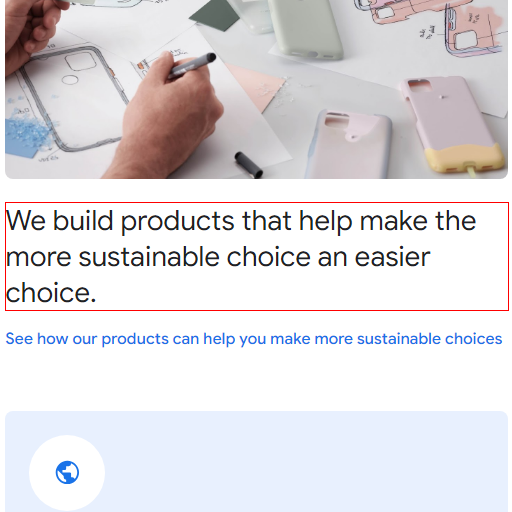 We build products that help make the
more sustainable choice an easier
choice.
See how our products can help you make more sustainable choices